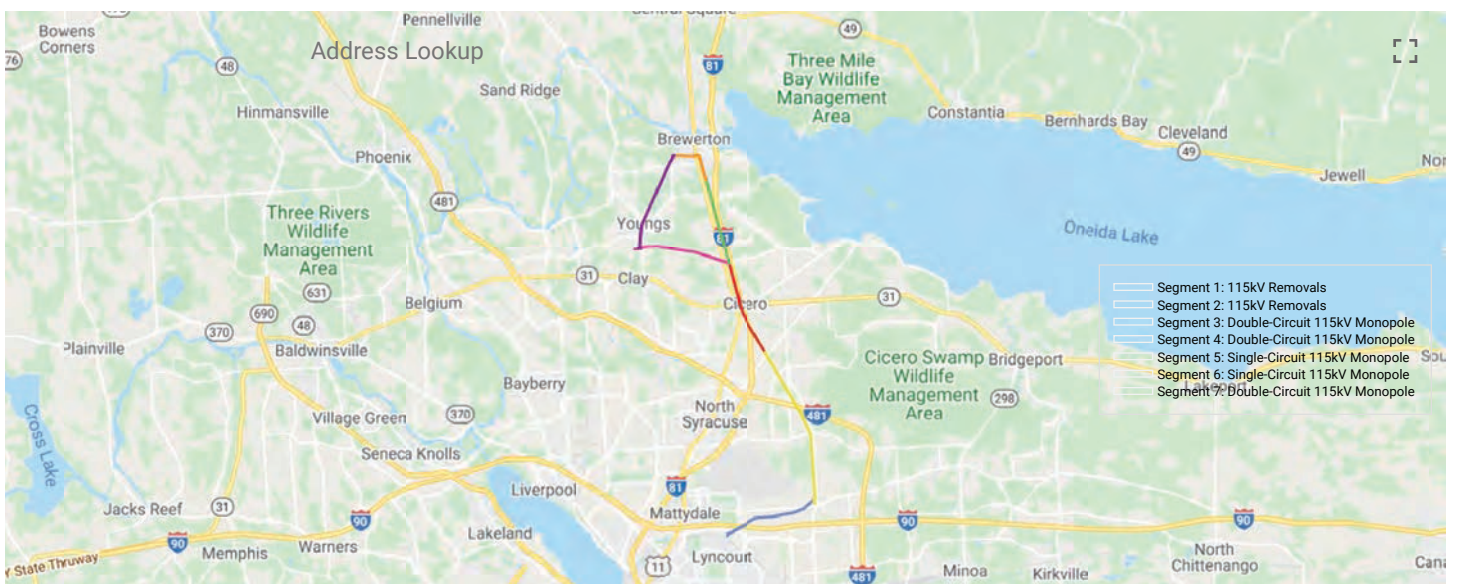 Pennellville
Bowens
Corners
Address Lookup
49
76
48
81
Three Mile
Bay Wildlife
Management
Area
Sand Ridge
Hinmansville
Constantia
Bernhards Bay
Cleveland
49
Brewerton
Phoenix
Jewell
481
Three Rivers
Wildlife
Management
Area
Youngs
81
Oneida Lake
31
Clay
631
Belgium
Cicero
31
690
48
370
Plainville
Baldwinsville
Segment 1: 115kV Removals
Segment 2: 115kV Removals
Segment 3: Double-Circuit 115kV Monopole
Segment 4: Double-Circuit 115kV Monopole
Segment 5: Single-Circuit 115kV Monopole
Segment 6: Single-Circuit 115kV Monopole
Segment 7: Double-Circuit 115kV Monopole
Cicero Swamp
Wildlife
Management
Area
Bridgeport
Lakeport
298
Bayberry
Cross Lake
Village Green
370
North
Syracuse
481
Seneca Knolls
Liverpool
81
Jacks Reef
31
Mattydale
90
90
90
Lakeland
90
Memphis
Warners
Lyncourt
11
481
Minoa
Kirkville
North
Chittenango
State Thruway